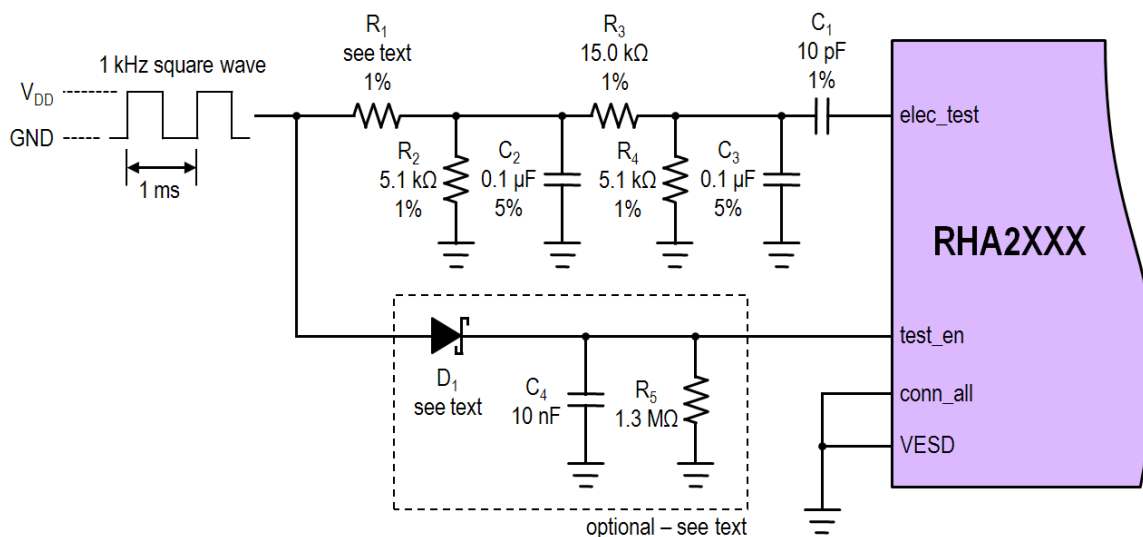 1 kHz square wave
V_DD
GND
1 ms
R₁
see text
1%
R₃
15.0 kΩ
1%
C₁
10 pF
1%
R₂
5.1 kΩ
1%
C₂
0.1 µF
5%
R₄
5.1 kΩ
1%
C₃
0.1 µF
5%
elec_test
RHA2XXX
D₁
see text
C₄
10 nF
R₅
1.3 MΩ
test_en
conn_all
VESD
optional – see text